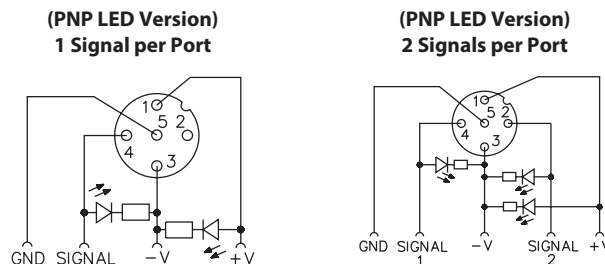 (PNP LED Version)
1 Signal per Port
1
2
5
4
3
GND SIGNAL -V +V
(PNP LED Version)
2 Signals per Port
1
2
5
4
3
GND SIGNAL 1 -V SIGNAL 2 +V